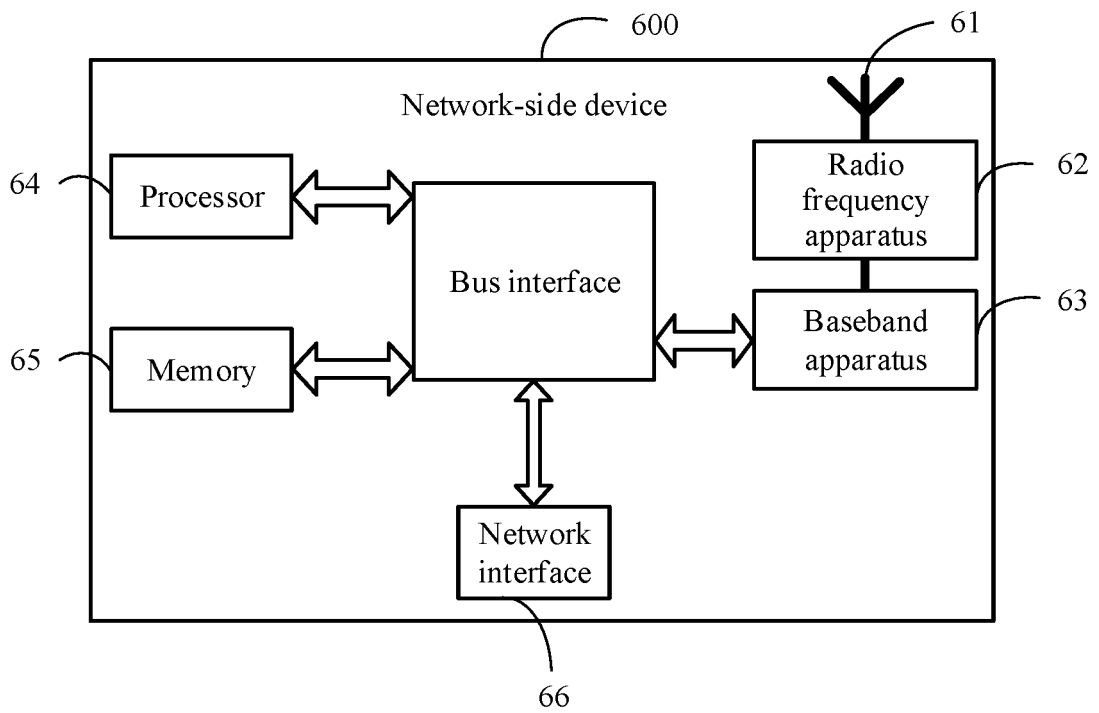 600
61
Network-side device
64
Processor
Radio
frequency
apparatus
62
Bus interface
65
Memory
Baseband
apparatus
63
Network
interface
66